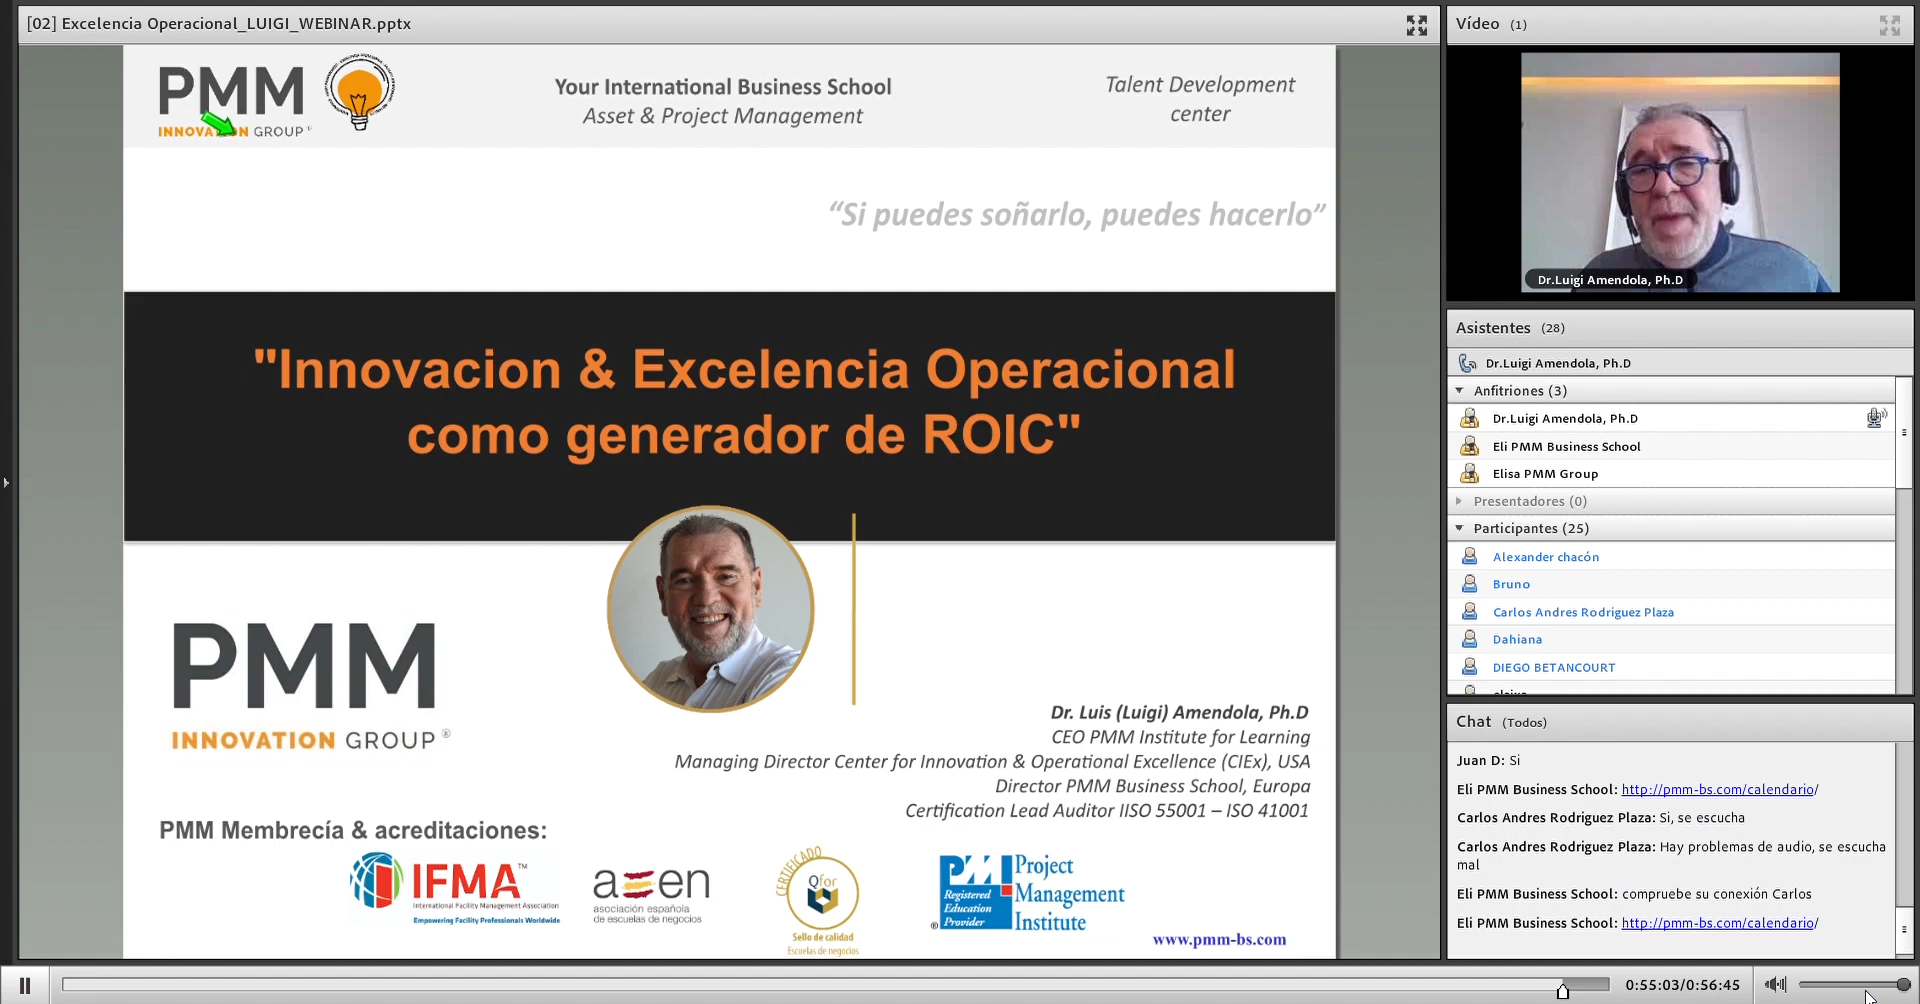 [02] Excelencia Operacional_LUIGI_WEBINAR.pptx
PMM
INNOVATION GROUP®
Your International Business School
Asset & Project Management
Talent Development
center
“Si puedes soñarlo, puedes hacerlo”
"Innovacion & Excelencia Operacional
como generador de ROIC"
PMM
INNOVATION GROUP®
Dr. Luis (Luigi) Amendola, Ph.D
CEO PMM Institute for Learning
Managing Director Center for Innovation & Operational Excellence (CIEx), USA
Director PMM Business School, Europa
Certification Lead Auditor IISO 55001 – ISO 41001
PMM Membrecía & acreditaciones:
IFMA™
International Facility Management Association
Empowering Facility Professionals Worldwide
aeen
asociación española
de escuelas de negocios
CERTIFICADO
Qfor
Sello de calidad
Escuelas de negocios
PMI
Registered
Education
Provider
®
Project
Management
Institute
www.pmm-bs.com
Vídeo (1)
Dr.Luigi Amendola, Ph.D
Asistentes (28)
Dr.Luigi Amendola, Ph.D
Anfitriones (3)
Dr.Luigi Amendola, Ph.D
Eli PMM Business School
Elisa PMM Group
Presentadores (0)
Participantes (25)
Alexander chacón
Bruno
Carlos Andres Rodriguez Plaza
Dahiana
DIEGO BETANCOURT
Chat (Todos)
Juan D: Si
Eli PMM Business School: http://pmm-bs.com/calendario/
Carlos Andres Rodriguez Plaza: Si, se escucha
Carlos Andres Rodriguez Plaza: Hay problemas de audio, se escucha
mal
Eli PMM Business School: compruebe su conexión Carlos
Eli PMM Business School: http://pmm-bs.com/calendario/
0:55:03/0:56:45